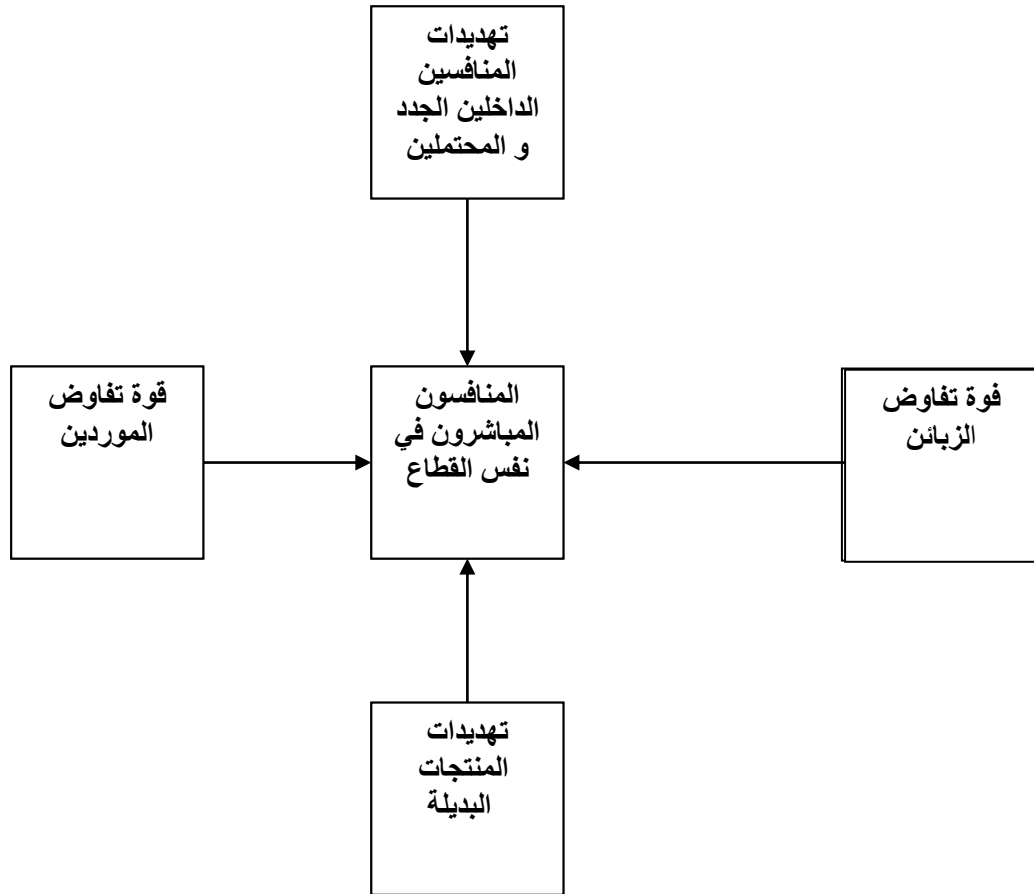 تهديدات
المنافسين
الداخلين الجدد
و المحتملين
قوة تفاوض
الموردين
المنافسون
المباشرون في
نفس القطاع
فوة تفاوض
الزبائن
تهديدات
المنتجات
البديلة